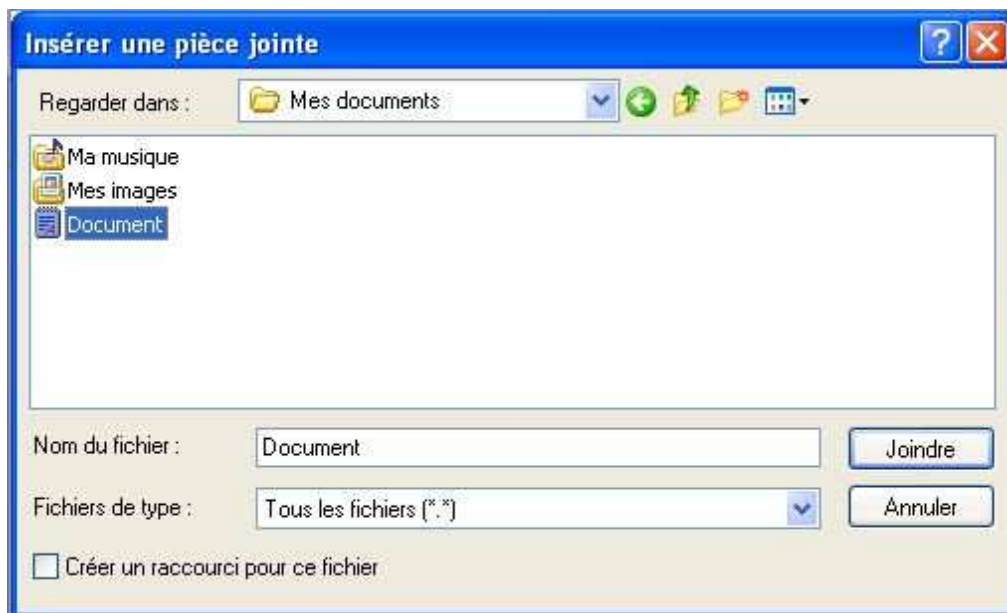 Insérer une pièce jointe
?
Regarder dans :
Mes documents
Ma musique
Mes images
Document
Nom du fichier :
Document
Joindre
Fichiers de type :
Tous les fichiers (*.*)
Annuler
Créer un raccourci pour ce fichier